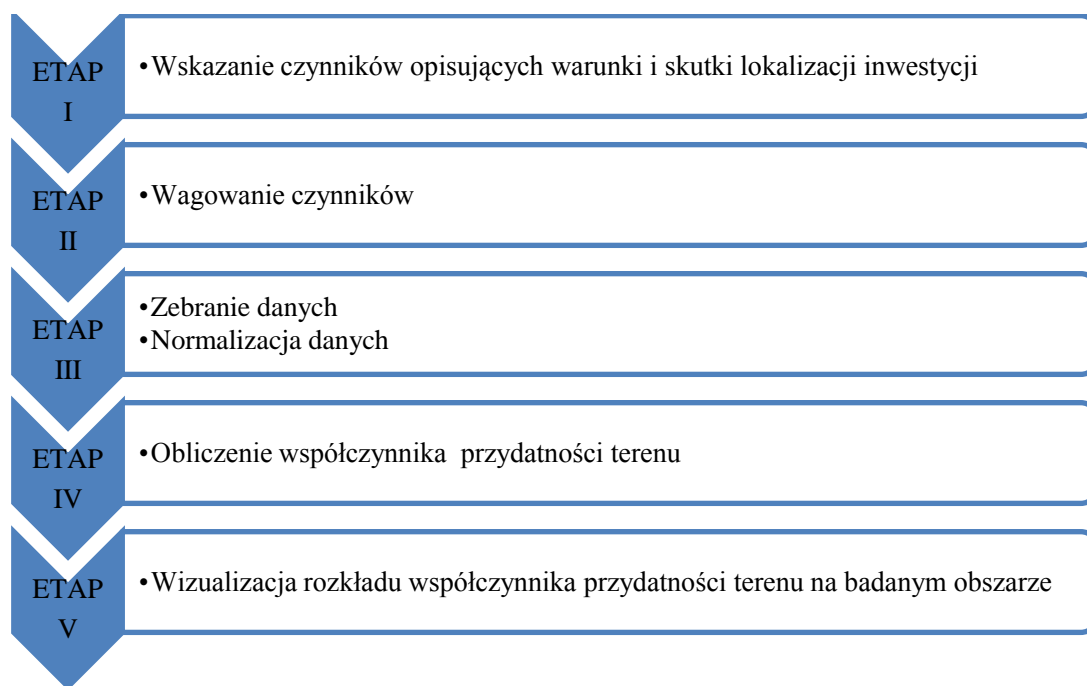 ETAP
I
•Wskazanie czynników opisujących warunki i skutki lokalizacji inwestycji
ETAP
II
•Wagowanie czynników
ETAP
III
•Zebranie danych
•Normalizacja danych
ETAP
IV
•Obliczenie współczynnika przydatności terenu
ETAP
V
•Wizualizacja rozkładu współczynnika przydatności terenu na badanym obszarze